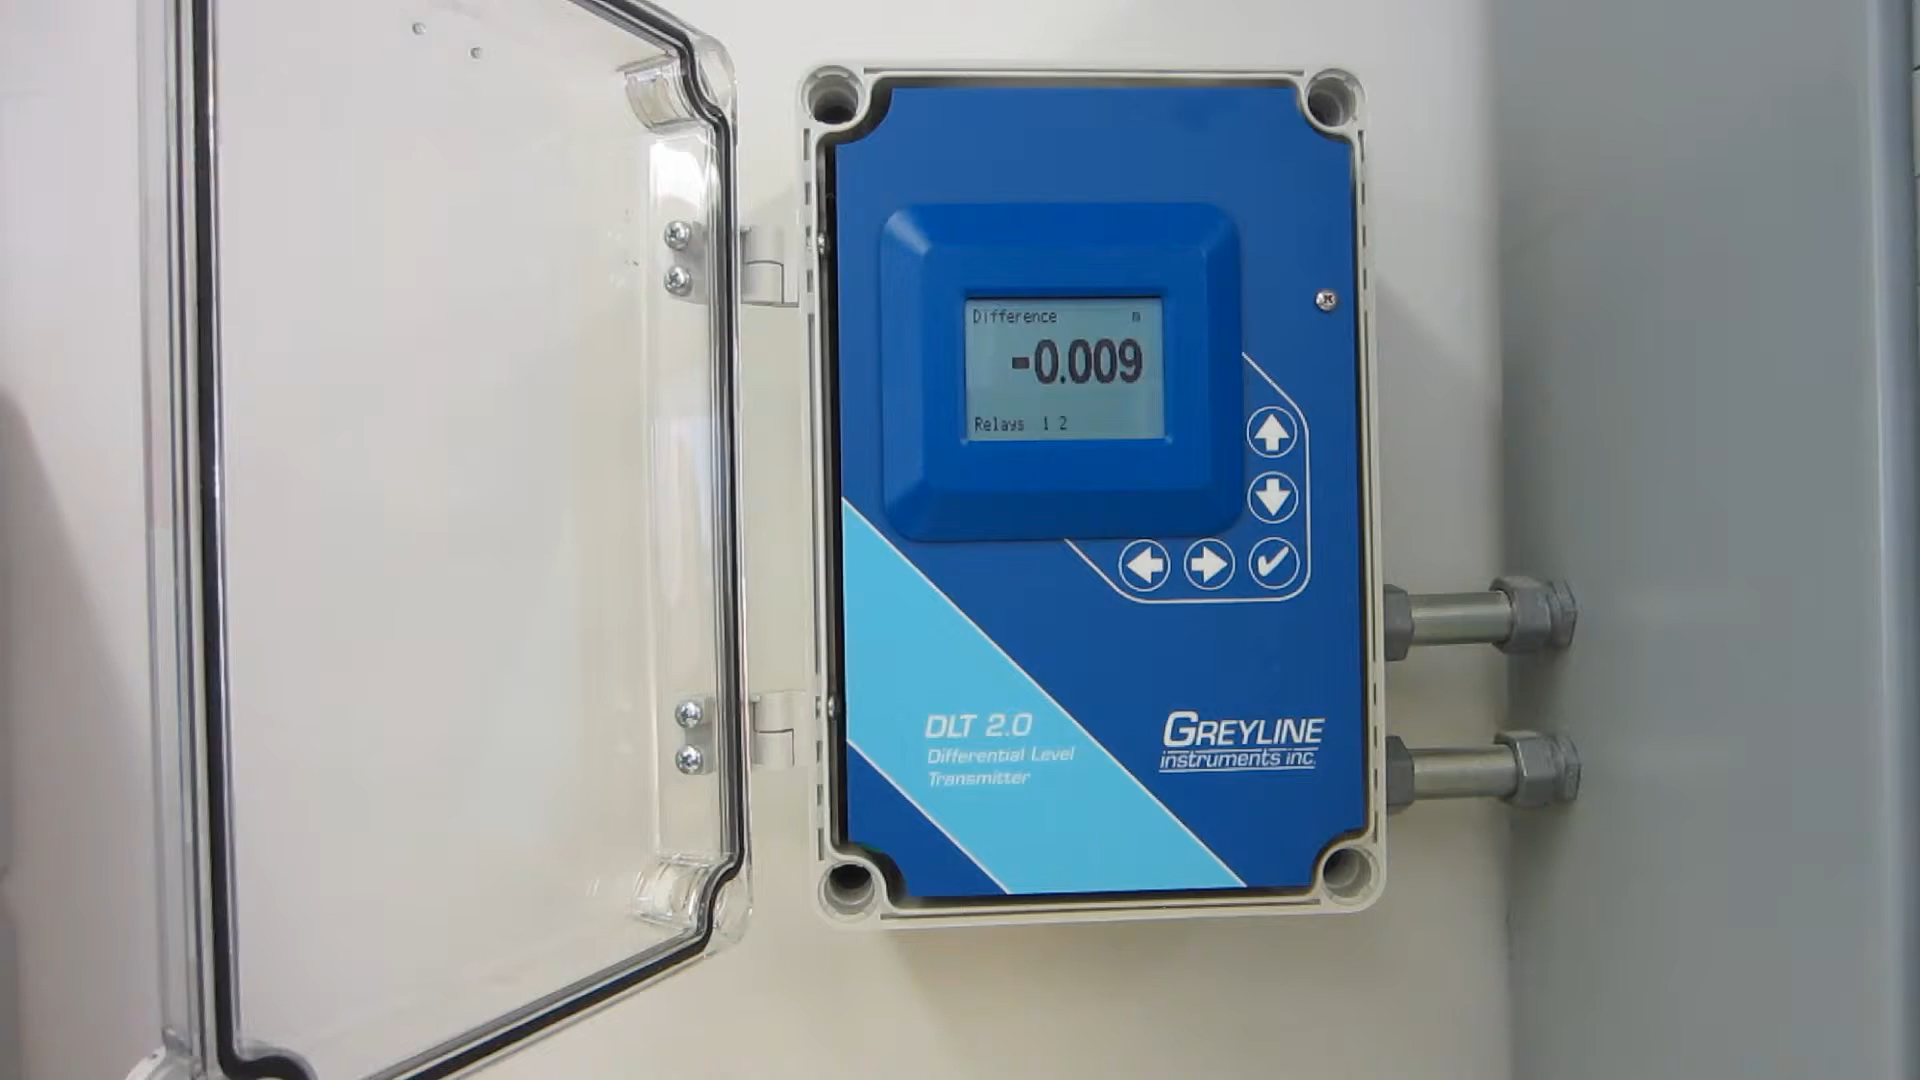 Difference m
-0.009
Relays 1 2
DLT 2.0
Differential Level
Transmitter
GREYLINE
instruments inc.